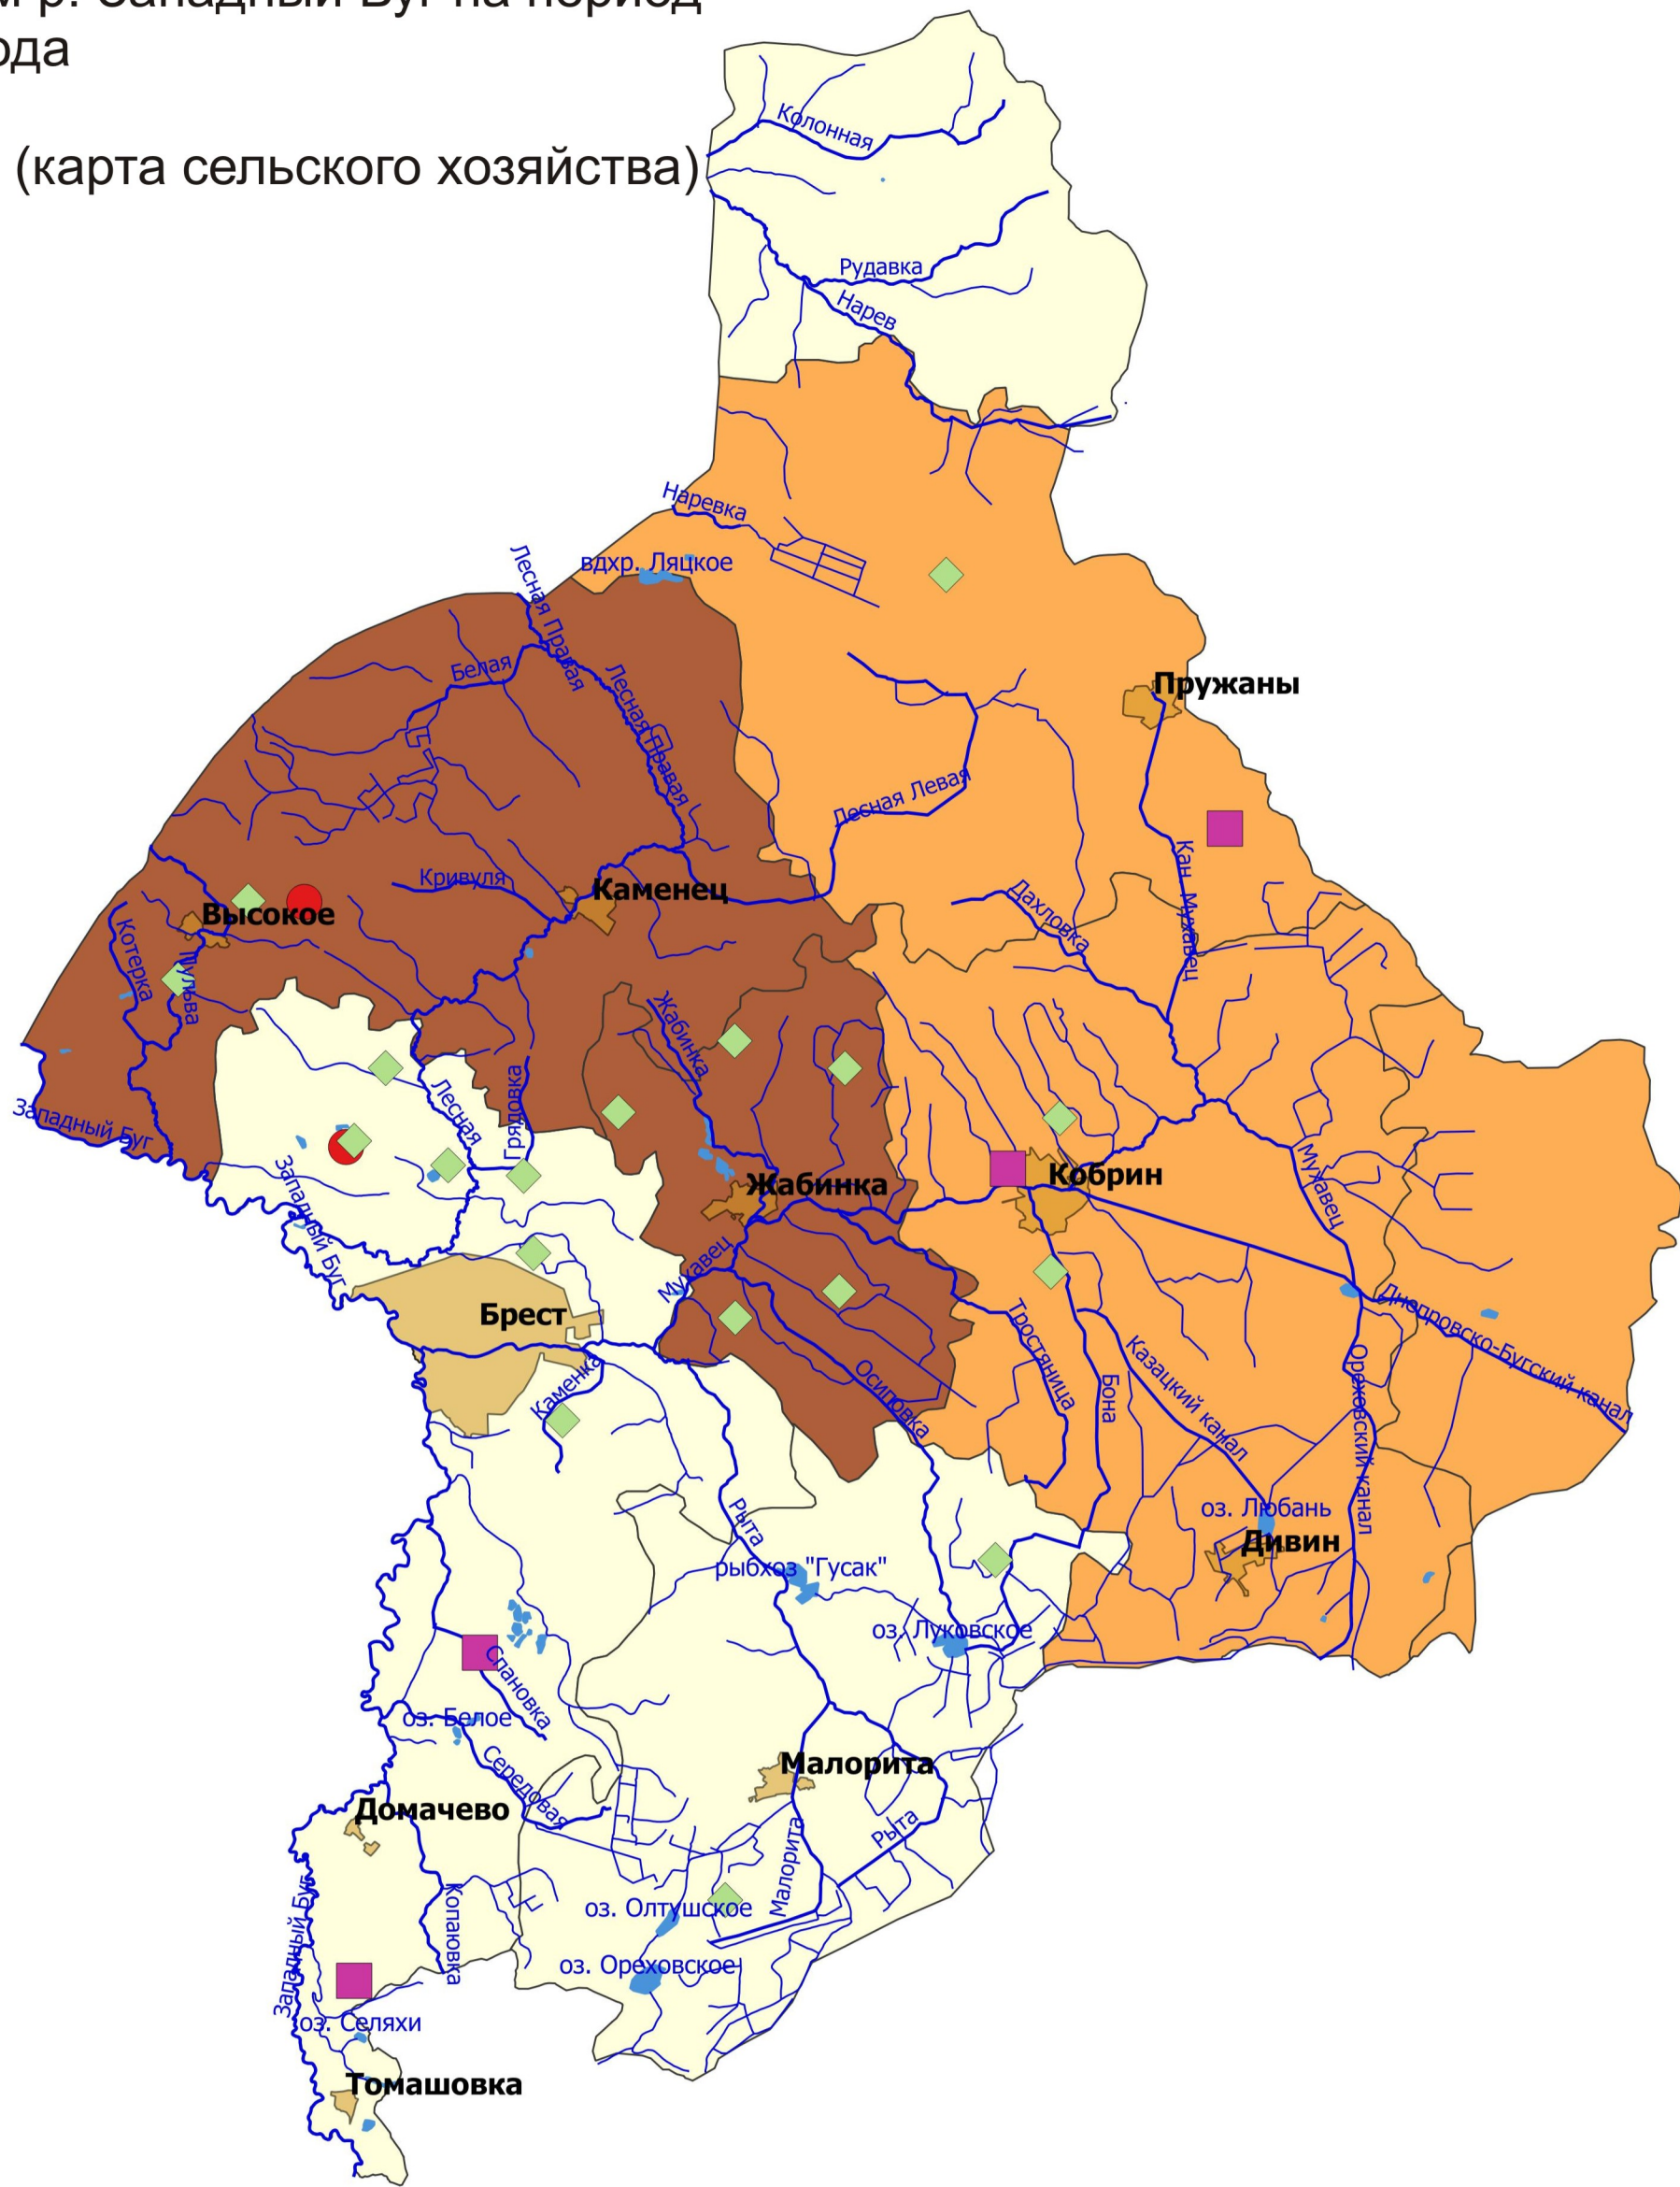 м р. Западный Буг на период
ода
(карта сельского хозяйства)
Колонная
Рудавка
Нарев
Наревка
вдхр. Ляцкое
Лесная Правая
Белая
Лесная Правая
Пружаны
Лесная Левая
Кривуля
Каменец
Высокое
Дахловка
Кан. Мухавец
Котерка
Пульва
Жабинка
Лесная
Грядовка
Западный Буг
Западный Буг
Жабинка
Кобрин
Мухавец
Мухавец
Брест
Днепровско-Бугский канал
Тростяница
Казацкий канал
Каменка
Осиповка
Бона
Ореховский канал
оз. Любань
Дивин
Рыта
рыбхоз "Гусак"
оз. Луковское
Спановка
оз. Белое
Середовая
Малорита
Домачево
Рыта
Малорита
Копаювка
Западный Буг
оз. Олтушское
оз. Ореховское
оз. Селяхи
Томашовка